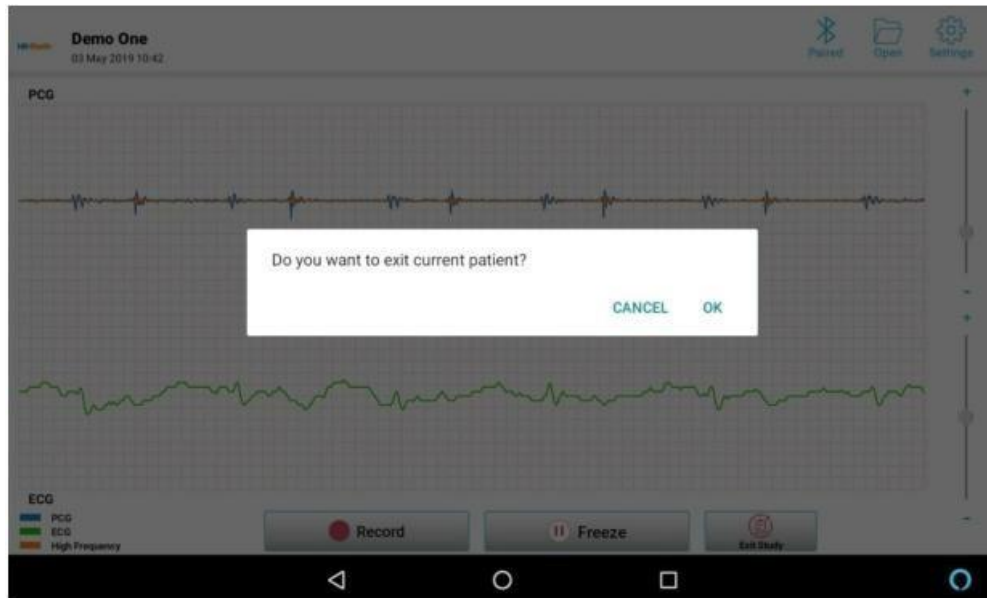 Demo One
03 May 2019 10:42
Paired
Open
Settings
PCG
+
Do you want to exit current patient?
CANCEL OK
-
+
ECG
PCG
ECG
High Frequency
Record
Freeze
Exit Study
-